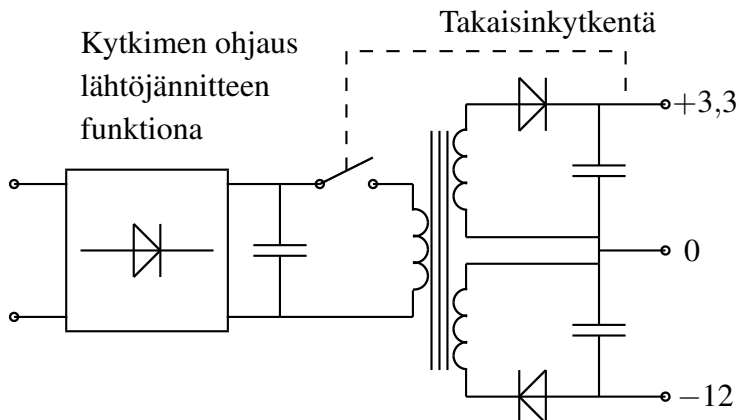 Takaisinkytkentä
Kytkimen ohjaus
lähtöjännitteen
funktiona
+3,3
0
−12